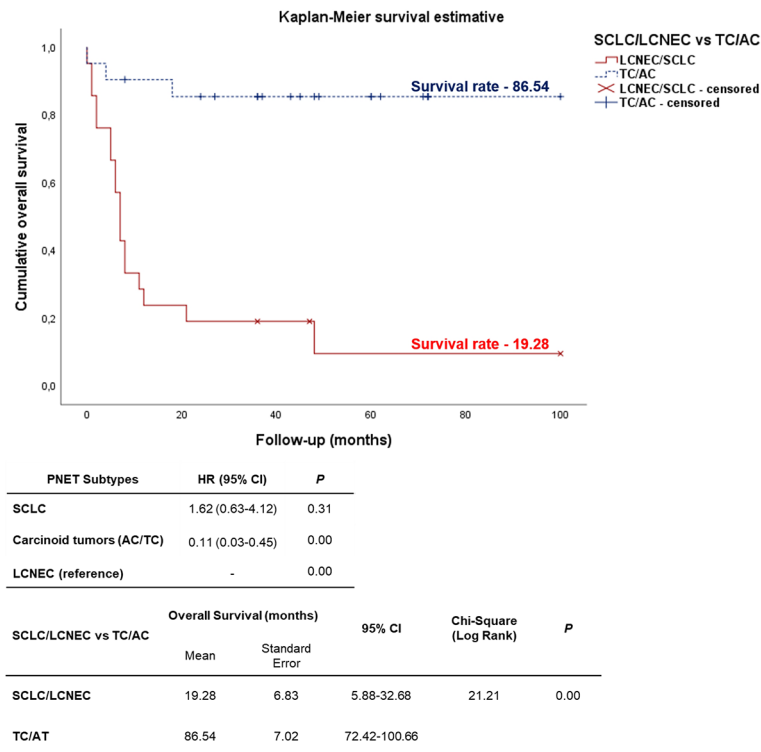 Kaplan-Meier survival estimative
SCLC/LCNEC vs TC/AC
LCNEC/SCLC
TC/AC
LCNEC/SCLC - censored
TC/AC - censored
Cumulative overall survival
1,0
0,8
0,6
0,4
0,2
0,0
Survival rate - 86.54
Survival rate - 19.28
0 20 40 60 80 100
Follow-up (months)
PNET Subtypes HR (95% CI) P
SCLC 1.62 (0.63-4.12) 0.31
Carcinoid tumors (AC/TC) 0.11 (0.03-0.45) 0.00
LCNEC (reference) - 0.00
SCLC/LCNEC vs TC/AC Overall Survival (months) 95% CI Chi-Square (Log Rank) P
Mean Standard Error
SCLC/LCNEC 19.28 6.83 5.88-32.68 21.21 0.00
TC/AT 86.54 7.02 72.42-100.66